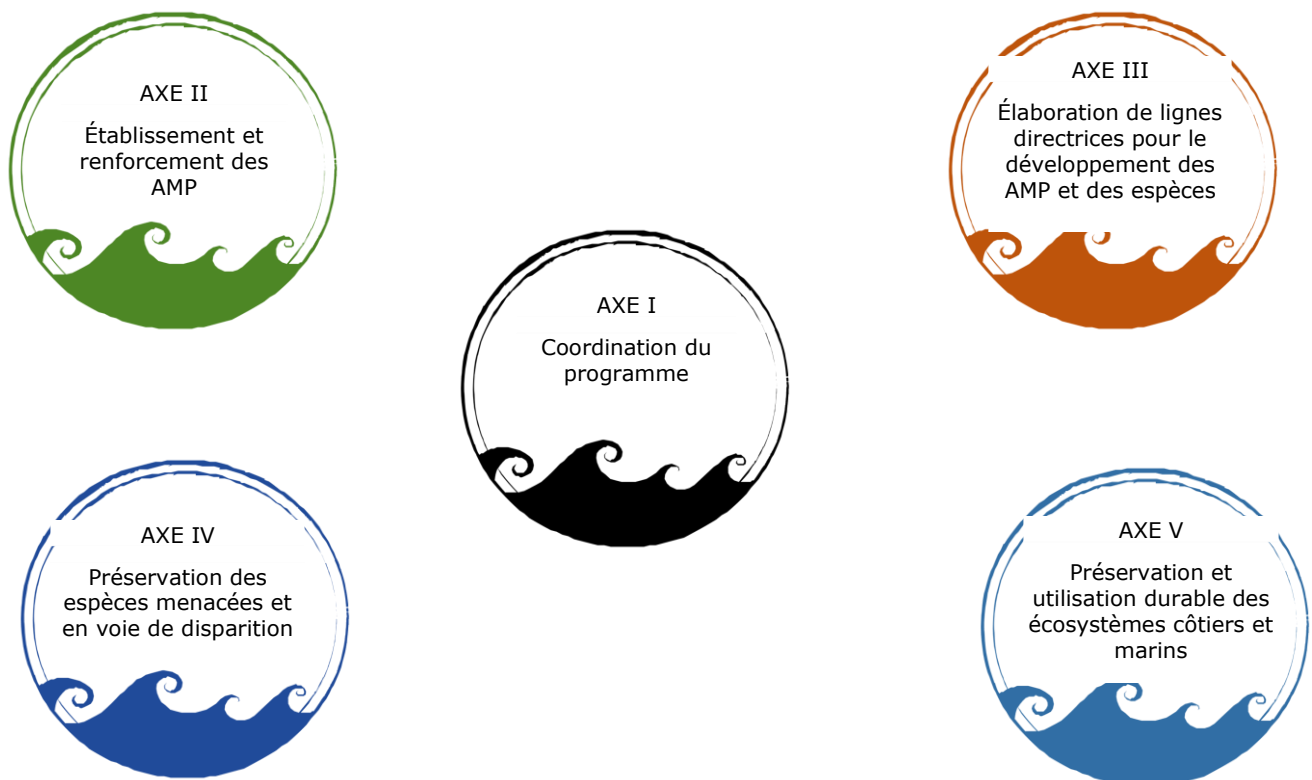 AXE II
Établissement et
renforcement des
AMP
AXE III
Élaboration de lignes
directrices pour le
développement des
AMP et des espèces
AXE I
Coordination du
programme
AXE IV
Préservation des
espèces menacées et
en voie de disparition
AXE V
Préservation et
utilisation durable des
écosystèmes côtiers et
marins